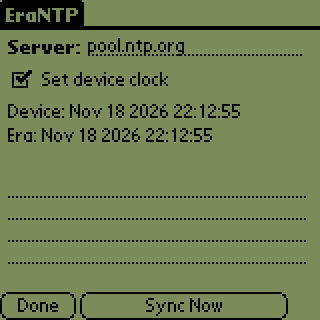 EraNTP
Server: pool.ntp.org
Set device clock
Device: Nov 18 2026 22:12:55
Era: Nov 18 2026 22:12:55
Done Sync Now